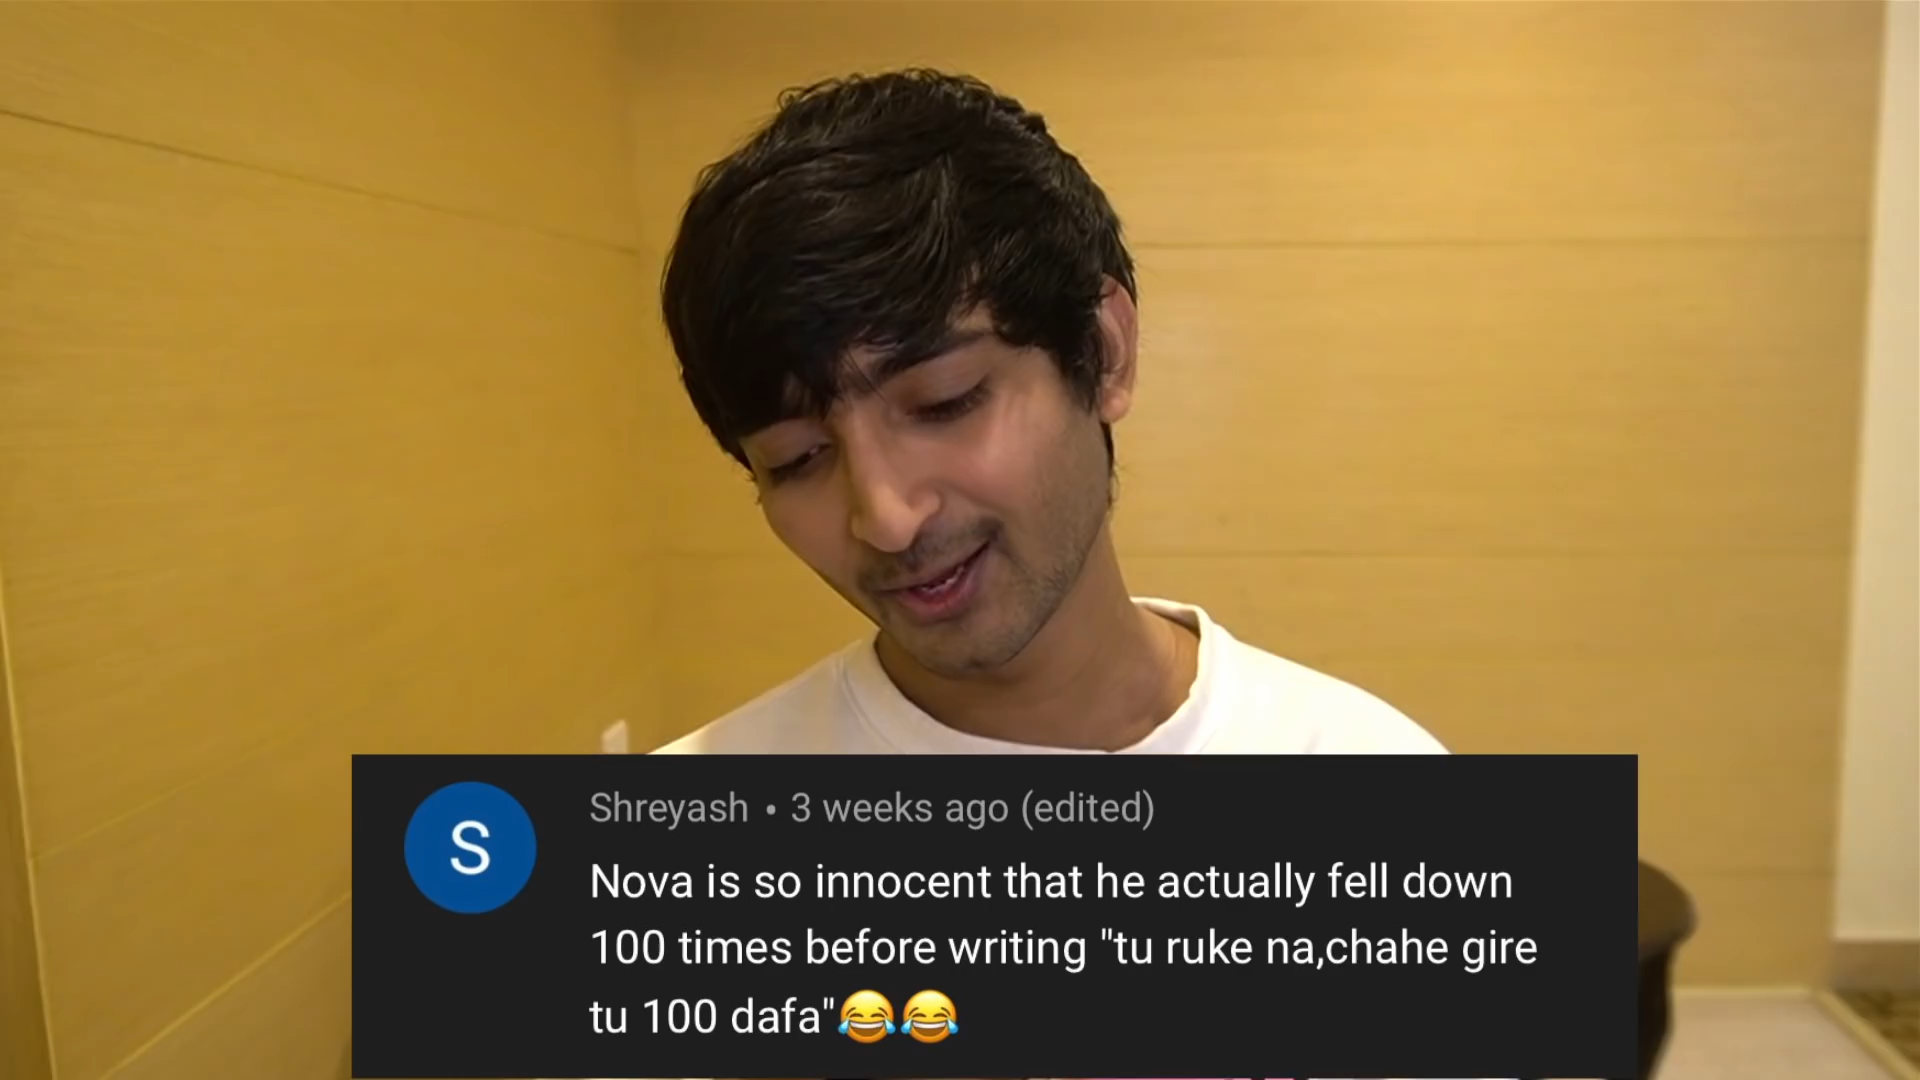 S
Shreyash • 3 weeks ago (edited)
Nova is so innocent that he actually fell down
100 times before writing "tu ruke na,chahe gire
tu 100 dafa"😂😂